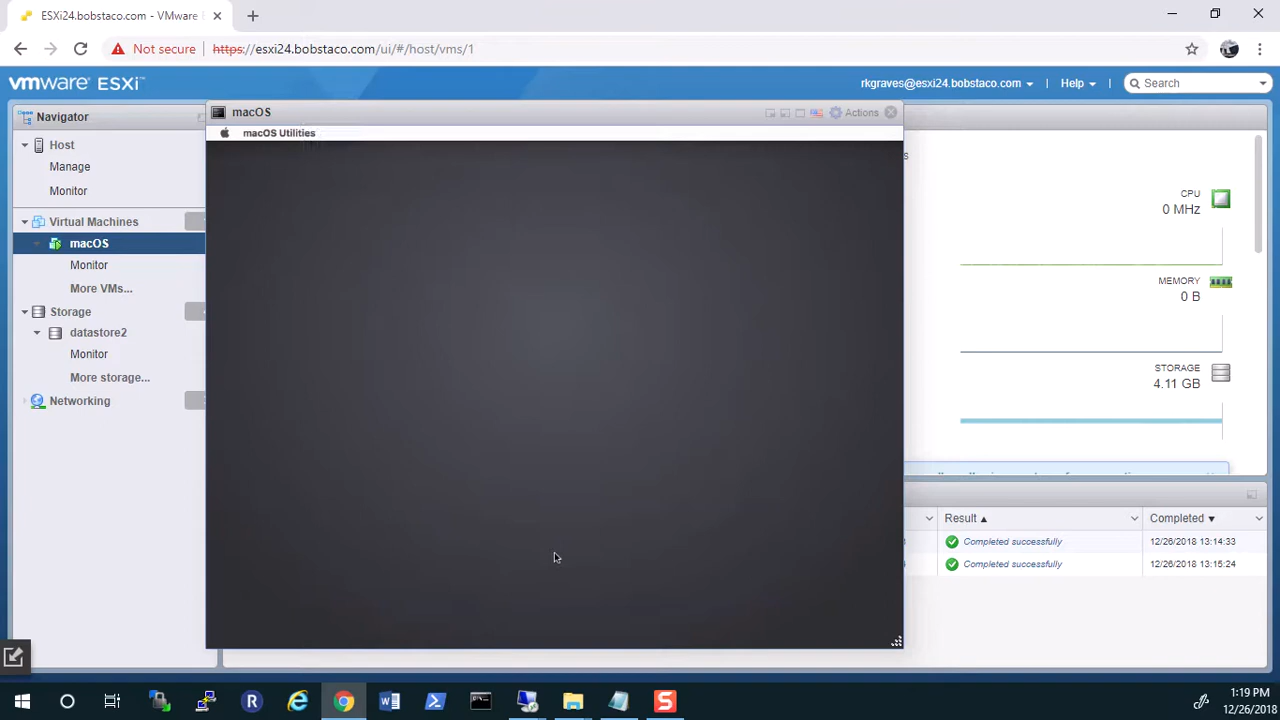 ESXi24.bobstaco.com - VMware
Not secure
https://esxi24.bobstaco.com/ui/#/host/vms/1
vmware ESXi™
rkgraves@esxi24.bobstaco.com
Help
Search
Navigator
macOS
Actions
macOS Utilities
Host
Manage
Monitor
Virtual Machines
macOS
Monitor
More VMs...
Storage
datastore2
Monitor
More storage...
Networking
CPU
0 MHz
MEMORY
0 B
STORAGE
4.11 GB
Result
Completed
Completed successfully
12/26/2018 13:14:33
Completed successfully
12/26/2018 13:15:24
1:19 PM
12/26/2018